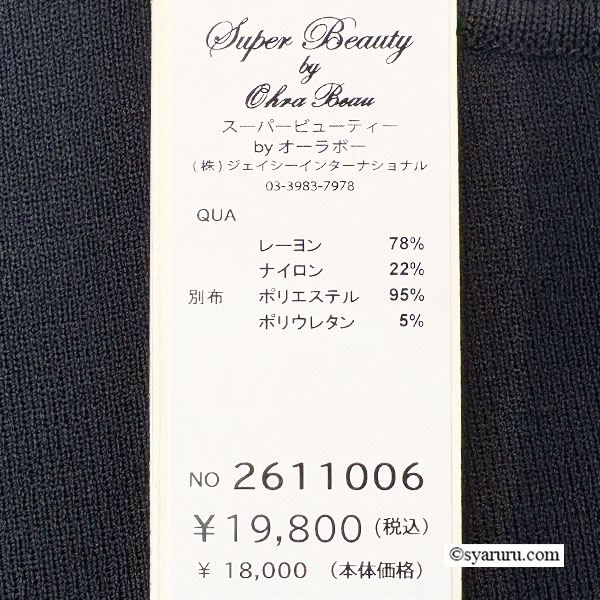 Super Beauty
by
Ohra Beau
スーパービューティー
by オーラボー
(株)ジェイシーインターナショナル
03-3983-7978
QUA
レーヨン 78%
ナイロン 22%
別布 ポリエステル 95%
ポリウレタン 5%
NO 2611006
¥19,800(税込)
¥ 18,000 (本体価格)
©syaruru.com